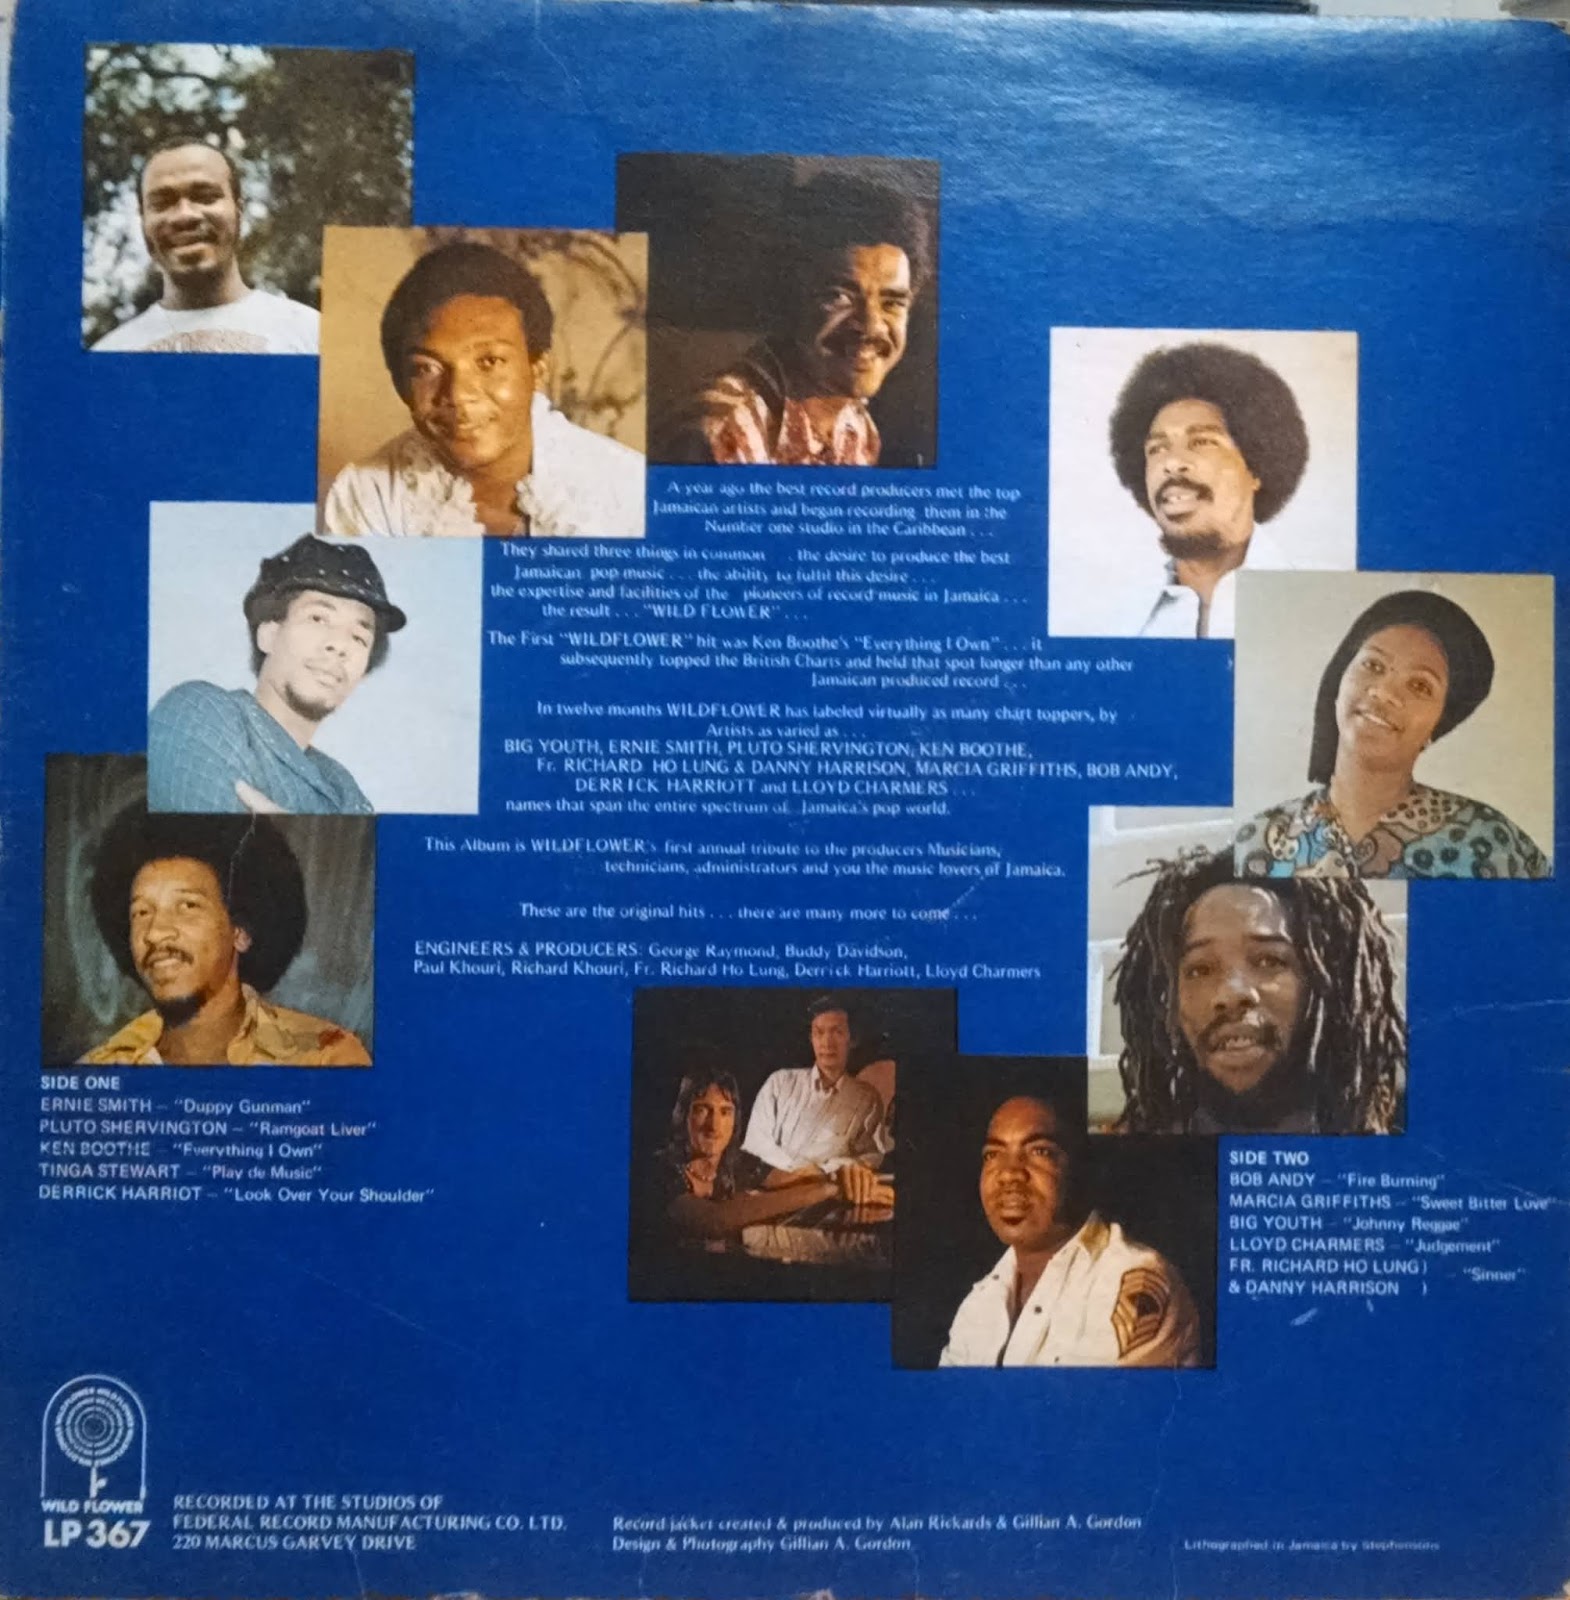 A year ago the best record producers met the top
Jamaican artists and began recording them in the
Number one studio in the Caribbean . . .
They shared three things in common . . the desire to produce the best
Jamaican pop music . . . the ability to fulfil this desire . . .
the expertise and facilities of the pioneers of record music in Jamaica . . .
the result . . . "WILD FLOWER" . . .
The First "WILDFLOWER" hit was Ken Boothe's "Everything I Own" . . . it
subsequently topped the British Charts and held that spot longer than any other
Jamaican produced record . . .
In twelve months WILDFLOWER has labeled virtually as many chart toppers, by
Artists as varied as . . .
BIG YOUTH, ERNIE SMITH, PLUTO SHERVINGTON, KEN BOOTHE,
Fr. RICHARD HO LUNG & DANNY HARRISON, MARCIA GRIFFITHS, BOB ANDY,
DERRICK HARRIOTT and LLOYD CHARMERS . . .
names that span the entire spectrum of Jamaica's pop world.
This Album is WILDFLOWER's first annual tribute to the producers Musicians,
technicians, administrators and you the music lovers of Jamaica.
These are the original hits . . . there are many more to come . . .
ENGINEERS & PRODUCERS: George Raymond, Buddy Davidson,
Paul Khouri, Richard Khouri, Fr. Richard Ho Lung, Derrick Harriott, Lloyd Charmers
SIDE ONE
ERNIE SMITH – "Duppy Gunman"
PLUTO SHERVINGTON – "Ramgoat Liver"
KEN BOOTHE – "Everything I Own"
TINGA STEWART – "Play de Music"
DERRICK HARRIOT – "Look Over Your Shoulder"
SIDE TWO
BOB ANDY – "Fire Burning"
MARCIA GRIFFITHS – "Sweet Bitter Love"
BIG YOUTH – "Johnny Reggae"
LLOYD CHARMERS – "Judgement"
FR. RICHARD HO LUNG ) – "Sinner"
& DANNY HARRISON )
WILD FLOWER
LP 367
RECORDED AT THE STUDIOS OF
FEDERAL RECORD MANUFACTURING CO. LTD.
220 MARCUS GARVEY DRIVE
Record jacket created & produced by Alan Rickards & Gillian A. Gordon
Design & Photography Gillian A. Gordon
Lithographed in Jamaica by Stephensons